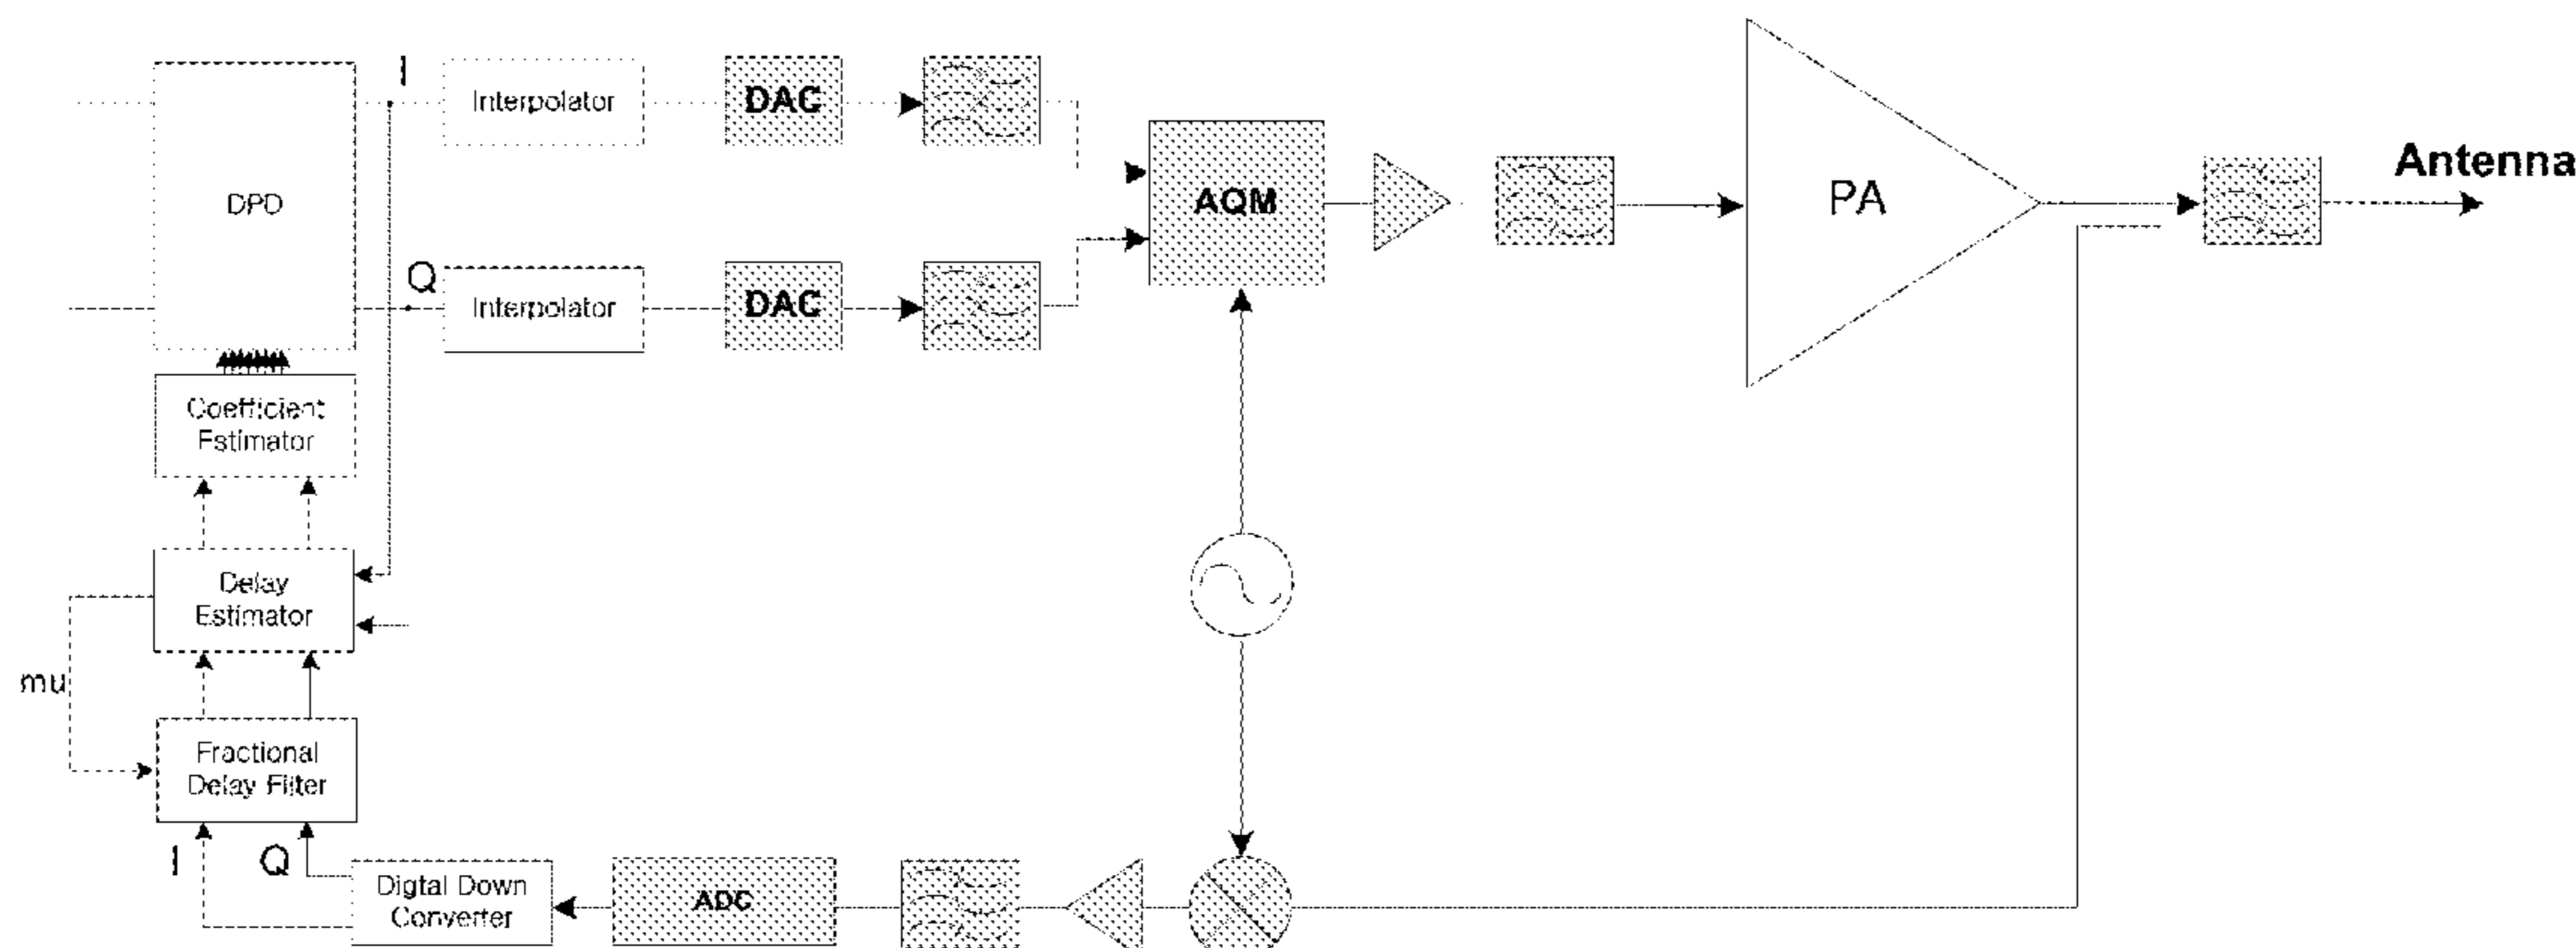 I
Interpolator
DAC
DPD
AQM
PA
Antenna
Q
Interpolator
DAC
Coefficient
Estimator
Delay
Estimator
mu
Fractional
Delay Filter
I
Q
Digtal Down
Converter
ADC